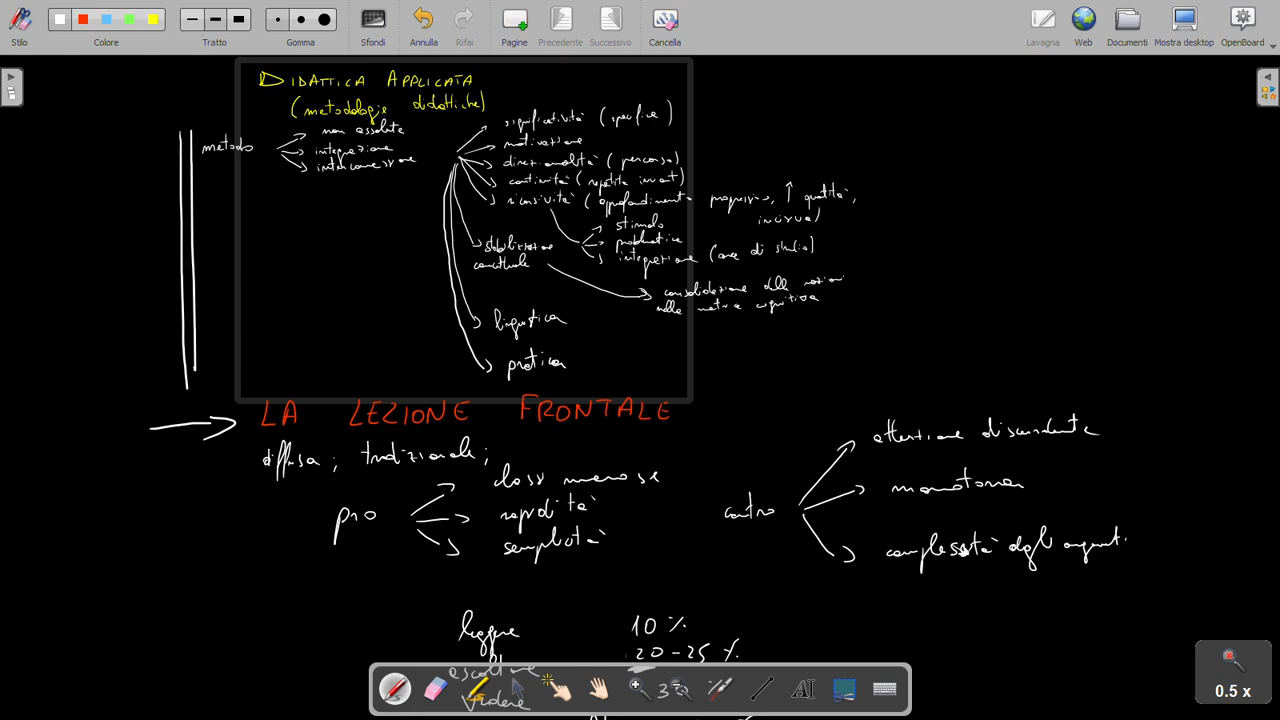 Stilo
Colore
Tratto
Gomma
Sfondi
Annulla
Rifai
Pagine
Precedente
Successivo
Cancella
Lavagna
Web
Documenti
Mostra desktop
OpenBoard
DIDATTICA APPLICATA
(metodologie didattiche)
metodo
non assolute
integrazione
interconnessione
significatività (specifica)
motivazione
direzionalità (percorso)
continuità (
ricorsività (approfondimento progressivo, ↑ qualità,
stimolo
problematica
integrazione (aree di studio)
stabilizzazione
concettuale
consolidazione delle nozioni
nella matrice cognitiva
linguistica
pratica
LA LEZIONE FRONTALE
diffusa ; tradizionale ;
pro
classi numerose
rapidità
semplicità
contro
attenzione discendente
monotonia
complessità degli argomenti
leggere 10 %
ascoltare 20 - 25 %
vedere 3
0.5 x